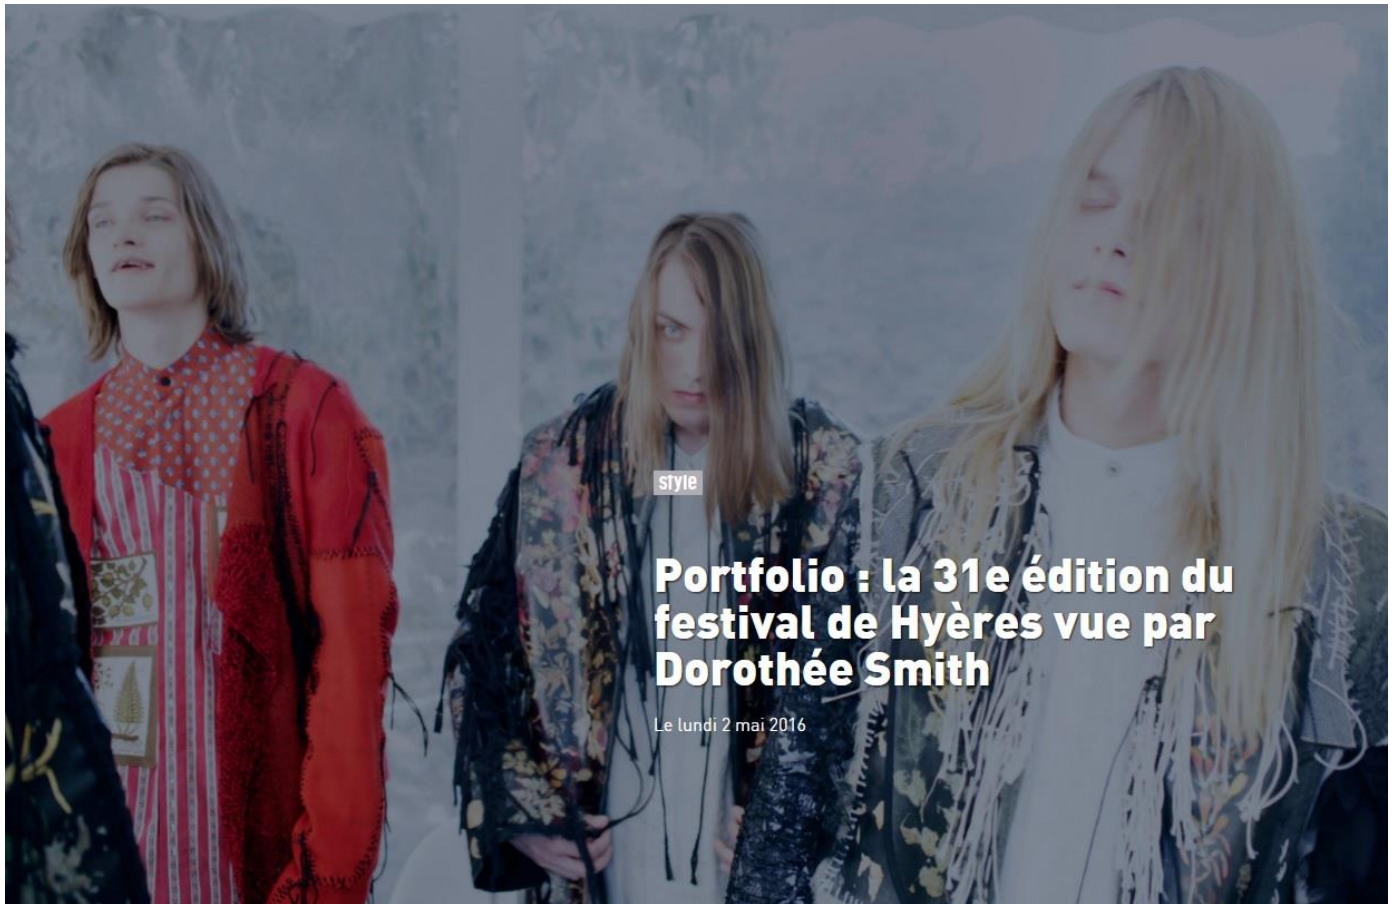 style
Portfolio : la 31e édition du
festival de Hyères vue par
Dorothée Smith
Le lundi 2 mai 2016